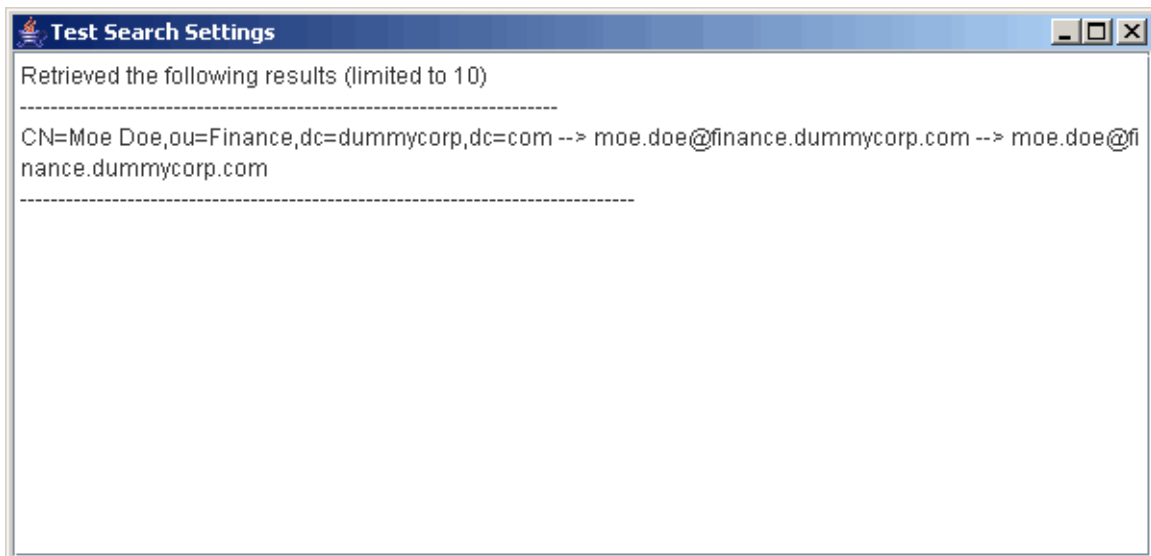 Test Search Settings
Retrieved the following results (limited to 10)
----------------------------------------------------------------------
CN=Moe Doe,ou=Finance,dc=dummycorp,dc=com --> moe.doe@finance.dummycorp.com --> moe.doe@fi
nance.dummycorp.com
--------------------------------------------------------------------------------